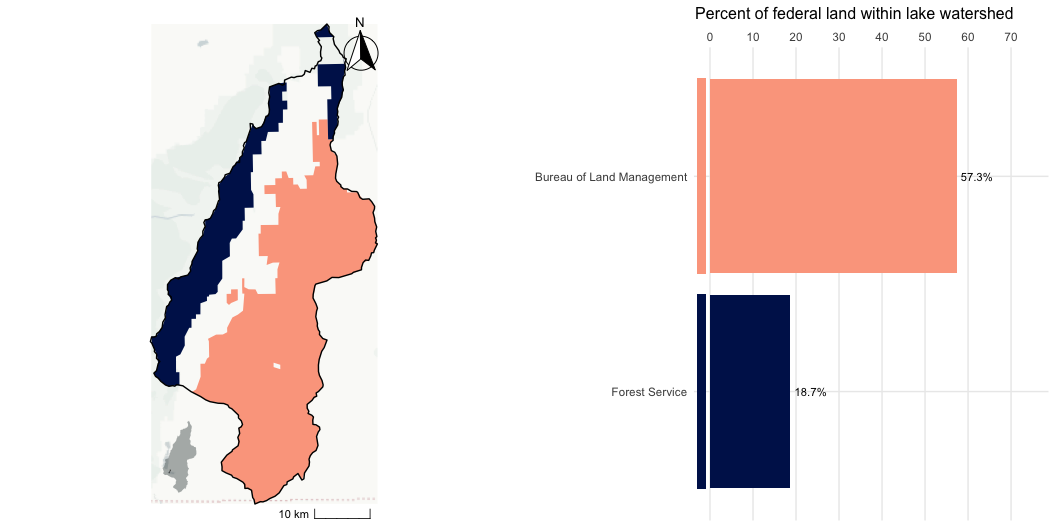 N
10 km
Percent of federal land within lake watershed
0 10 20 30 40 50 60 70
Bureau of Land Management
57.3%
Forest Service
18.7%